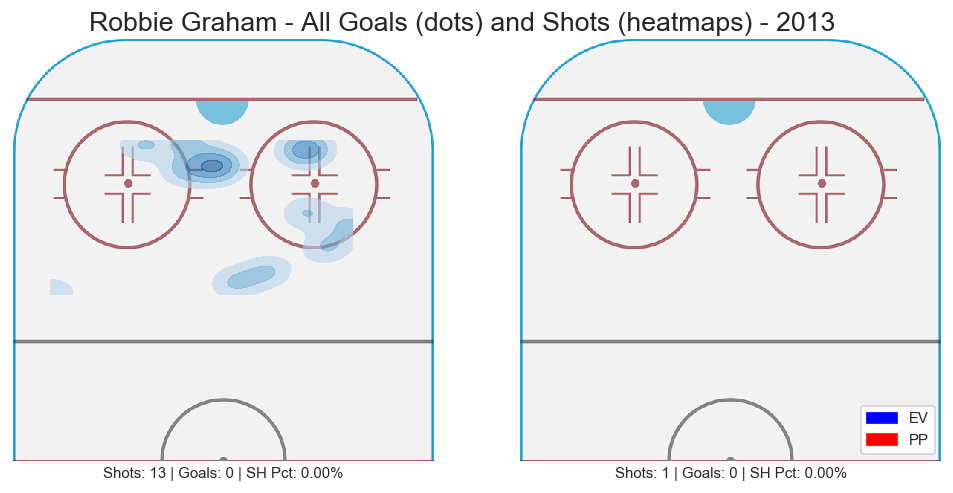 Robbie Graham - All Goals (dots) and Shots (heatmaps) - 2013
EV
PP
Shots: 13 | Goals: 0 | SH Pct: 0.00%
Shots: 1 | Goals: 0 | SH Pct: 0.00%